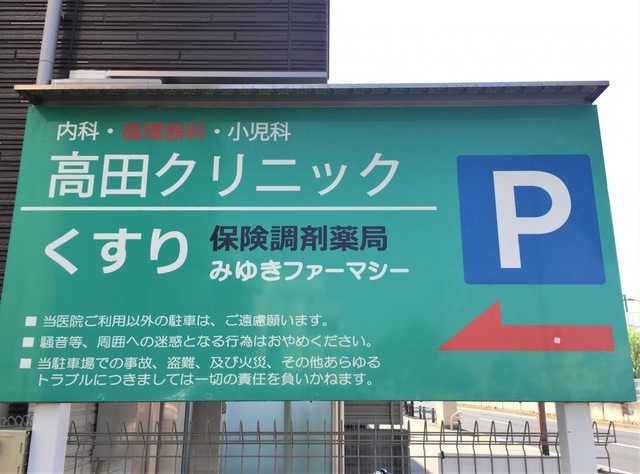 内科・循環器科・小児科
高田クリニック
くすり 保険調剤薬局
みゆきファーマシー
P
■ 当医院ご利用以外の駐車は、ご遠慮願います。
■ 騒音等、周囲への迷惑となる行為はおやめください。
■ 当駐車場での事故、盗難、及び火災、その他あらゆる
トラブルにつきましては一切の責任を負いかねます。